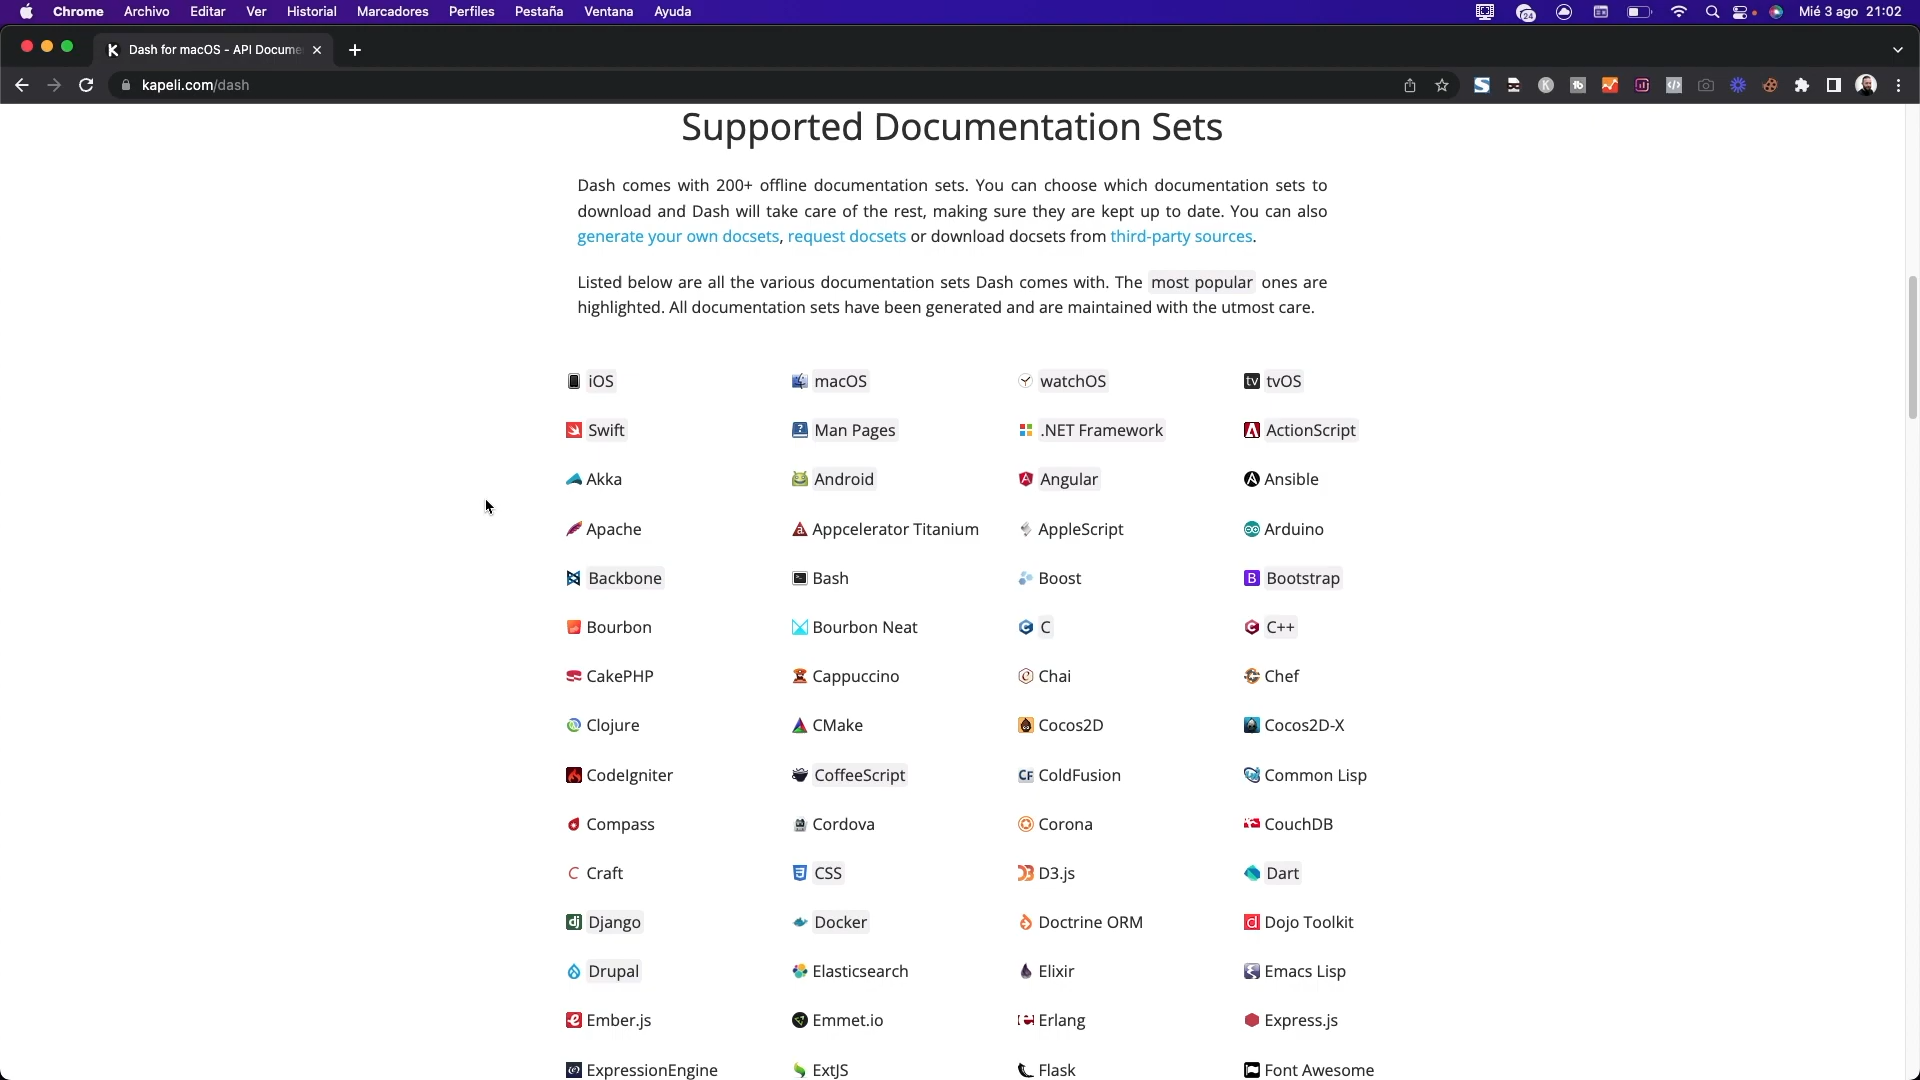 Chrome Archivo Editar Ver Historial Marcadores Perfiles Pestaña Ventana Ayuda 24 Mié 3 ago 21:02
Dash for macOS - API Docume
kapeli.com/dash
Supported Documentation Sets
Dash comes with 200+ offline documentation sets. You can choose which documentation sets to
download and Dash will take care of the rest, making sure they are kept up to date. You can also
generate your own docsets, request docsets or download docsets from third-party sources.
Listed below are all the various documentation sets Dash comes with. The most popular ones are
highlighted. All documentation sets have been generated and are maintained with the utmost care.
iOS macOS watchOS tv tvOS
Swift Man Pages .NET Framework ActionScript
Akka Android Angular Ansible
Apache Appcelerator Titanium AppleScript Arduino
Backbone Bash Boost Bootstrap
Bourbon Bourbon Neat C C++
CakePHP Cappuccino Chai Chef
Clojure CMake Cocos2D Cocos2D-X
CodeIgniter CoffeeScript CF ColdFusion Common Lisp
Compass Cordova Corona CouchDB
Craft CSS D3.js Dart
dj Django Docker Doctrine ORM Dojo Toolkit
Drupal Elasticsearch Elixir Emacs Lisp
Ember.js Emmet.io Erlang Express.js
ExpressionEngine ExtJS Flask Font Awesome